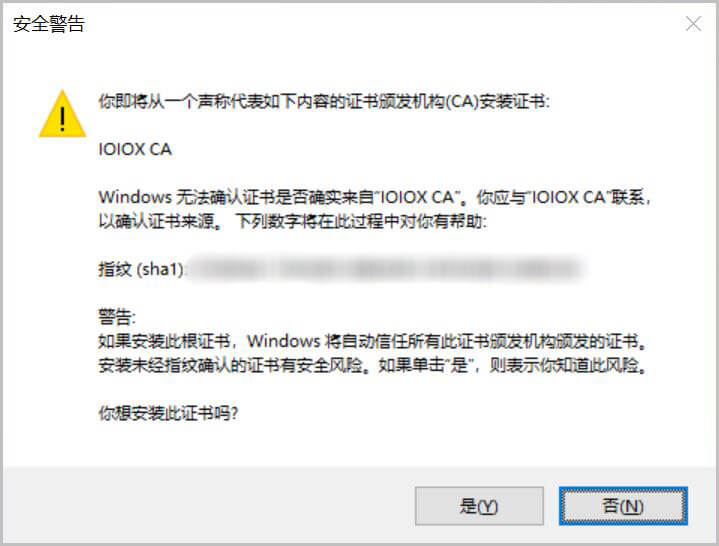 安全警告
你即将从一个声称代表如下内容的证书颁发机构(CA)安装证书:
IOIOX CA
Windows 无法确认证书是否确实来自"IOIOX CA"。你应与"IOIOX CA"联系，
以确认证书来源。 下列数字将在此过程中对你有帮助:
指纹 (sha1):
警告:
如果安装此根证书，Windows 将自动信任所有此证书颁发机构颁发的证书。
安装未经指纹确认的证书有安全风险。如果单击"是"，则表示你知道此风险。
你想安装此证书吗?
是(Y)
否(N)